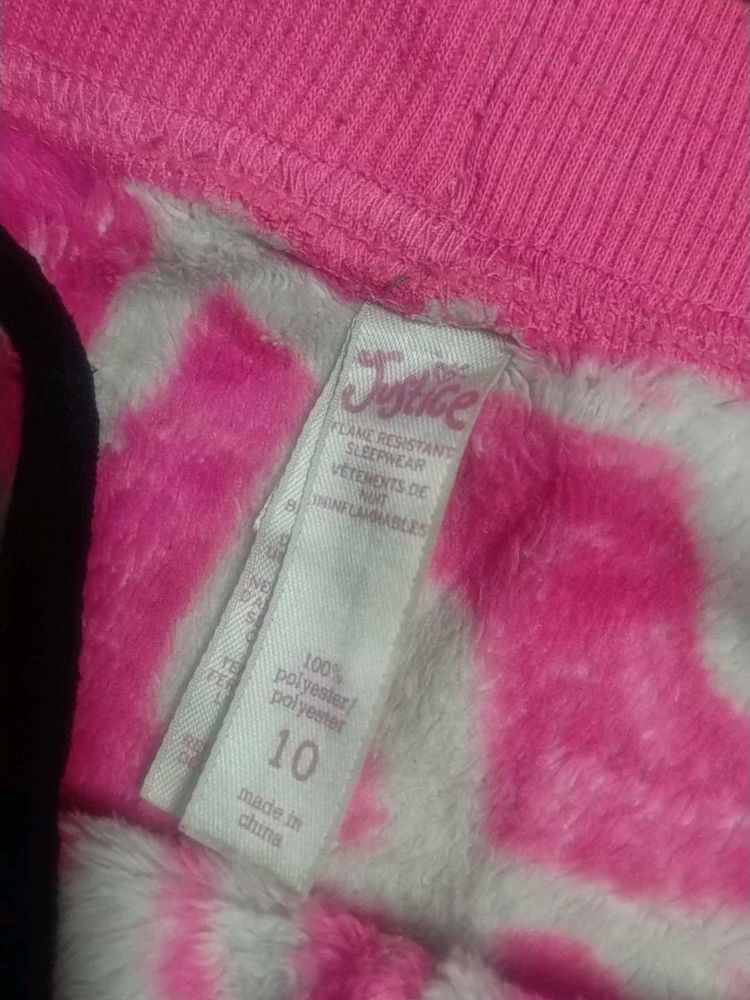 Justice
FLAME RESISTANT
SLEEPWEAR
VÊTEMENTS DE
NUIT
ININFLAMMABLES
100%
polyester/
polyester
10
made in
china